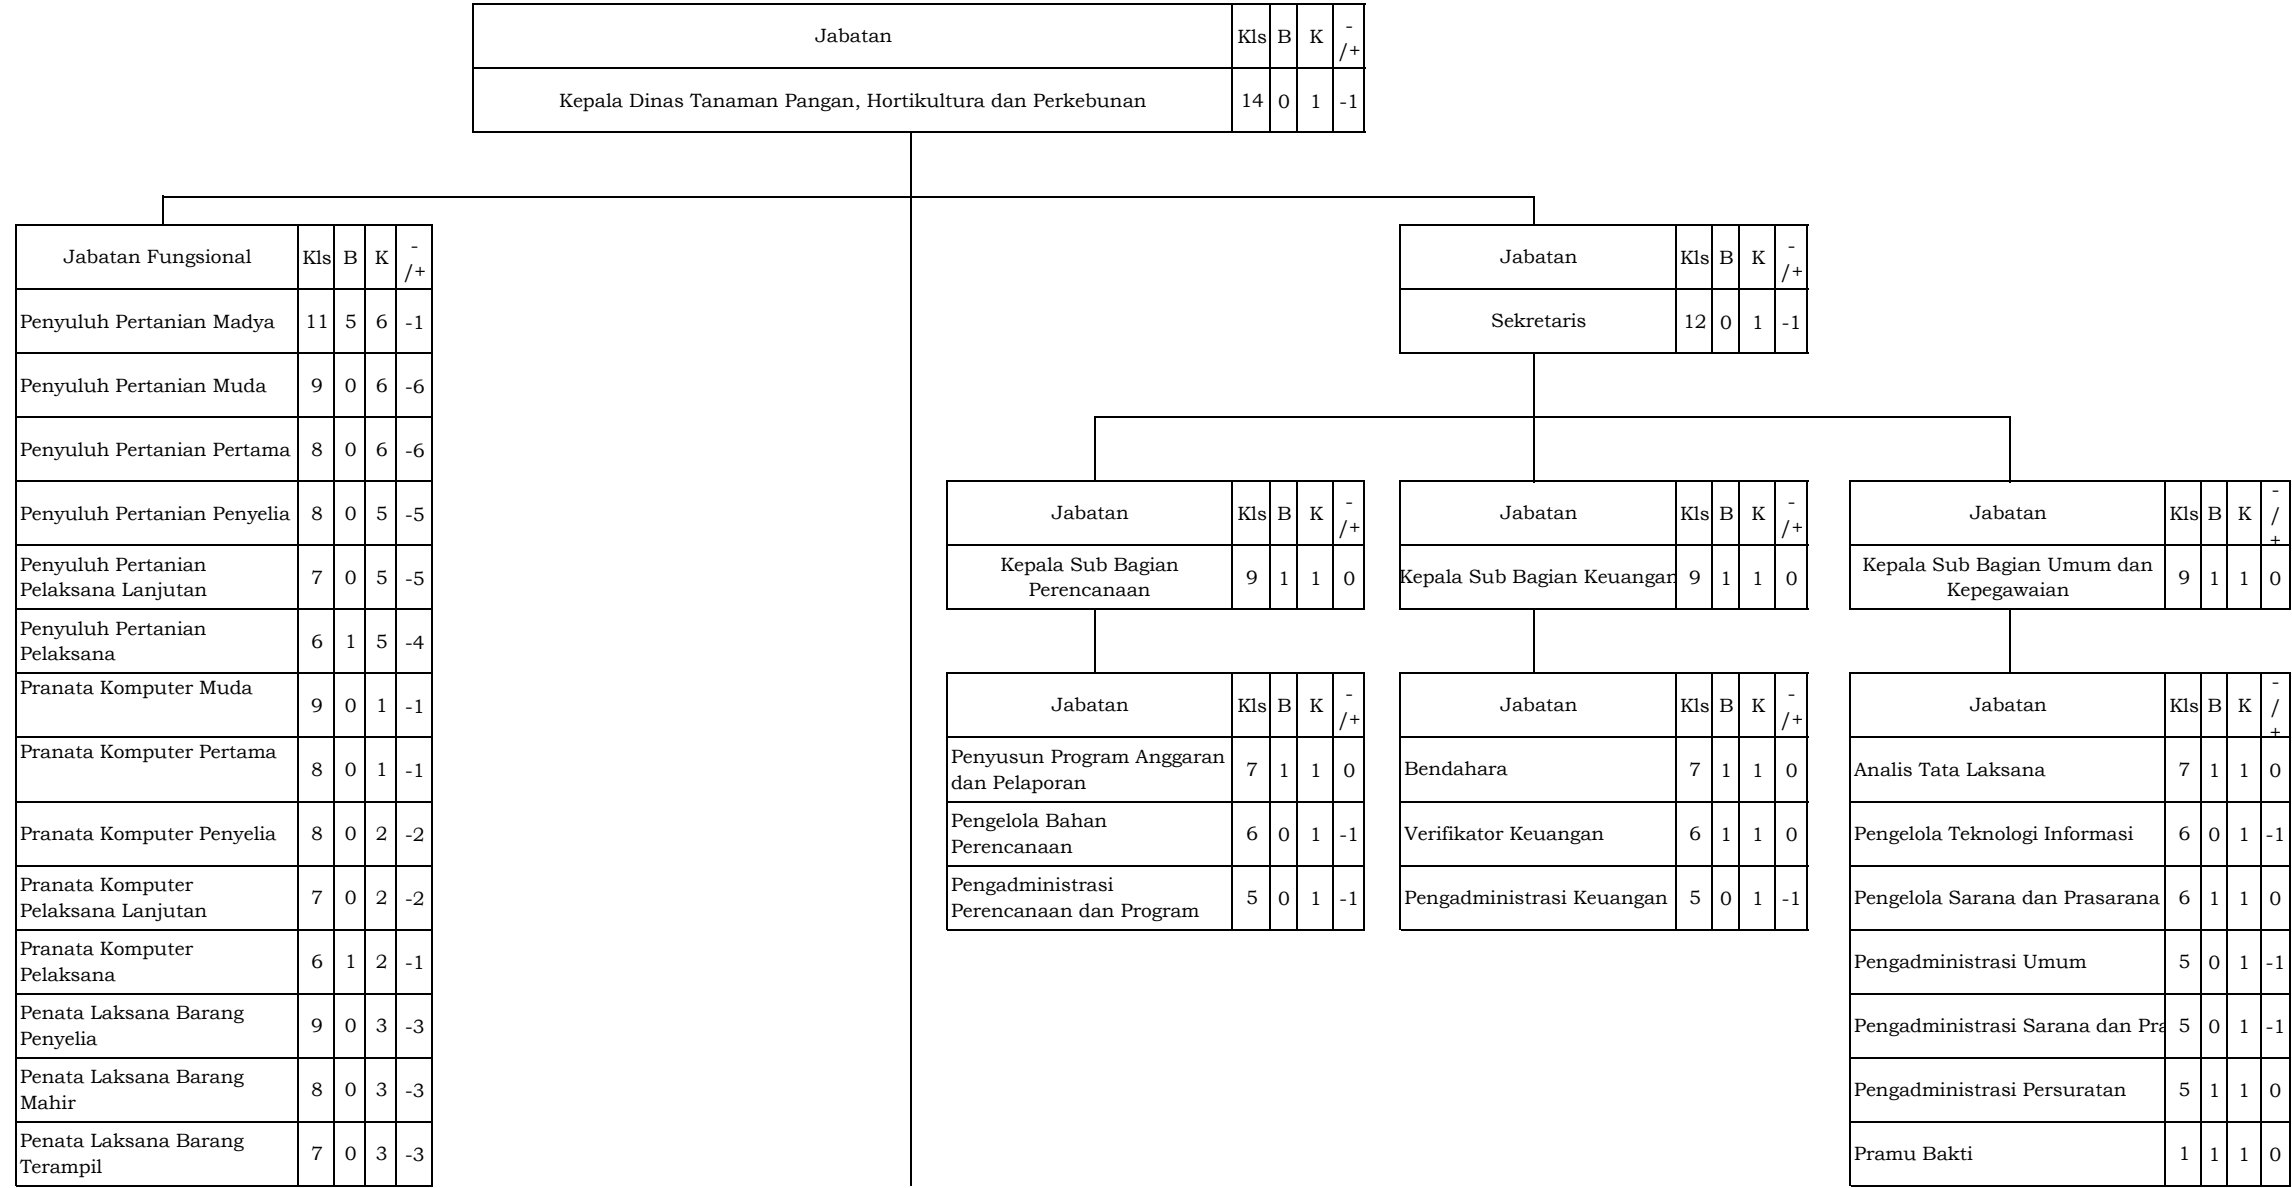 Jabatan Kls B K -
/+
Kepala Dinas Tanaman Pangan, Hortikultura dan Perkebunan 14 0 1 -1
Jabatan Fungsional Kls B K -
/+
Penyuluh Pertanian Madya 11 5 6 -1
Penyuluh Pertanian Muda 9 0 6 -6
Penyuluh Pertanian Pertama 8 0 6 -6
Penyuluh Pertanian Penyelia 8 0 5 -5
Penyuluh Pertanian
Pelaksana Lanjutan 7 0 5 -5
Penyuluh Pertanian
Pelaksana 6 1 5 -4
Pranata Komputer Muda 9 0 1 -1
Pranata Komputer Pertama 8 0 1 -1
Pranata Komputer Penyelia 8 0 2 -2
Pranata Komputer
Pelaksana Lanjutan 7 0 2 -2
Pranata Komputer
Pelaksana 6 1 2 -1
Penata Laksana Barang
Penyelia 9 0 3 -3
Penata Laksana Barang
Mahir 8 0 3 -3
Penata Laksana Barang
Terampil 7 0 3 -3
Jabatan Kls B K -
/+
Sekretaris 12 0 1 -1
Jabatan Kls B K -
/+
Kepala Sub Bagian
Perencanaan 9 1 1 0
Jabatan Kls B K -
/+
Penyusun Program Anggaran
dan Pelaporan 7 1 1 0
Pengelola Bahan
Perencanaan 6 0 1 -1
Pengadministrasi
Perencanaan dan Program 5 0 1 -1
Jabatan Kls B K -
/+
Kepala Sub Bagian Keuangan 9 1 1 0
Jabatan Kls B K -
/+
Bendahara 7 1 1 0
Verifikator Keuangan 6 1 1 0
Pengadministrasi Keuangan 5 0 1 -1
Jabatan Kls B K -
/
+
Kepala Sub Bagian Umum dan
Kepegawaian 9 1 1 0
Jabatan Kls B K -
/
+
Analis Tata Laksana 7 1 1 0
Pengelola Teknologi Informasi 6 0 1 -1
Pengelola Sarana dan Prasarana 6 1 1 0
Pengadministrasi Umum 5 0 1 -1
Pengadministrasi Sarana dan Pra 5 0 1 -1
Pengadministrasi Persuratan 5 1 1 0
Pramu Bakti 1 1 1 0